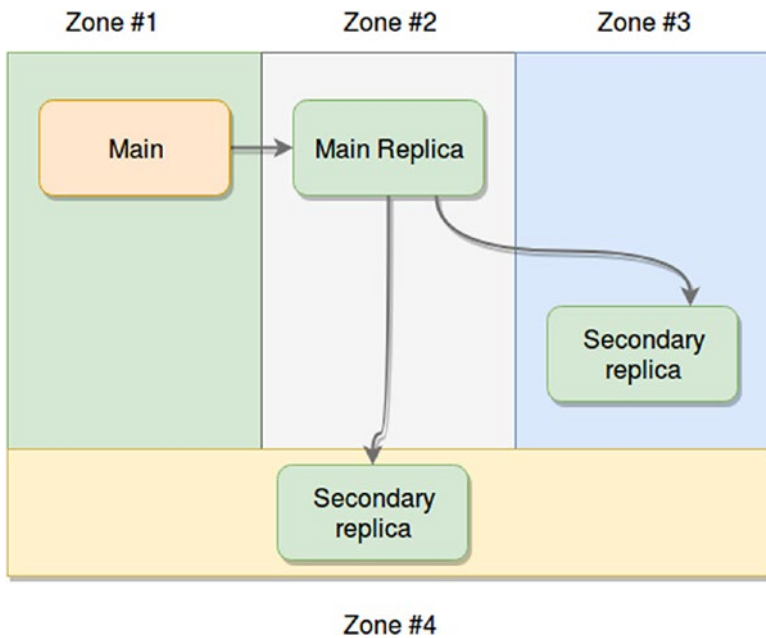 Zone #1
Zone #2
Zone #3
Main
Main Replica
Secondary
replica
Secondary
replica
Zone #4